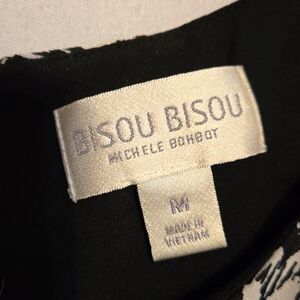 BISOU BISOU
MICHELE BOHBOT
M
MADE IN
VIETNAM